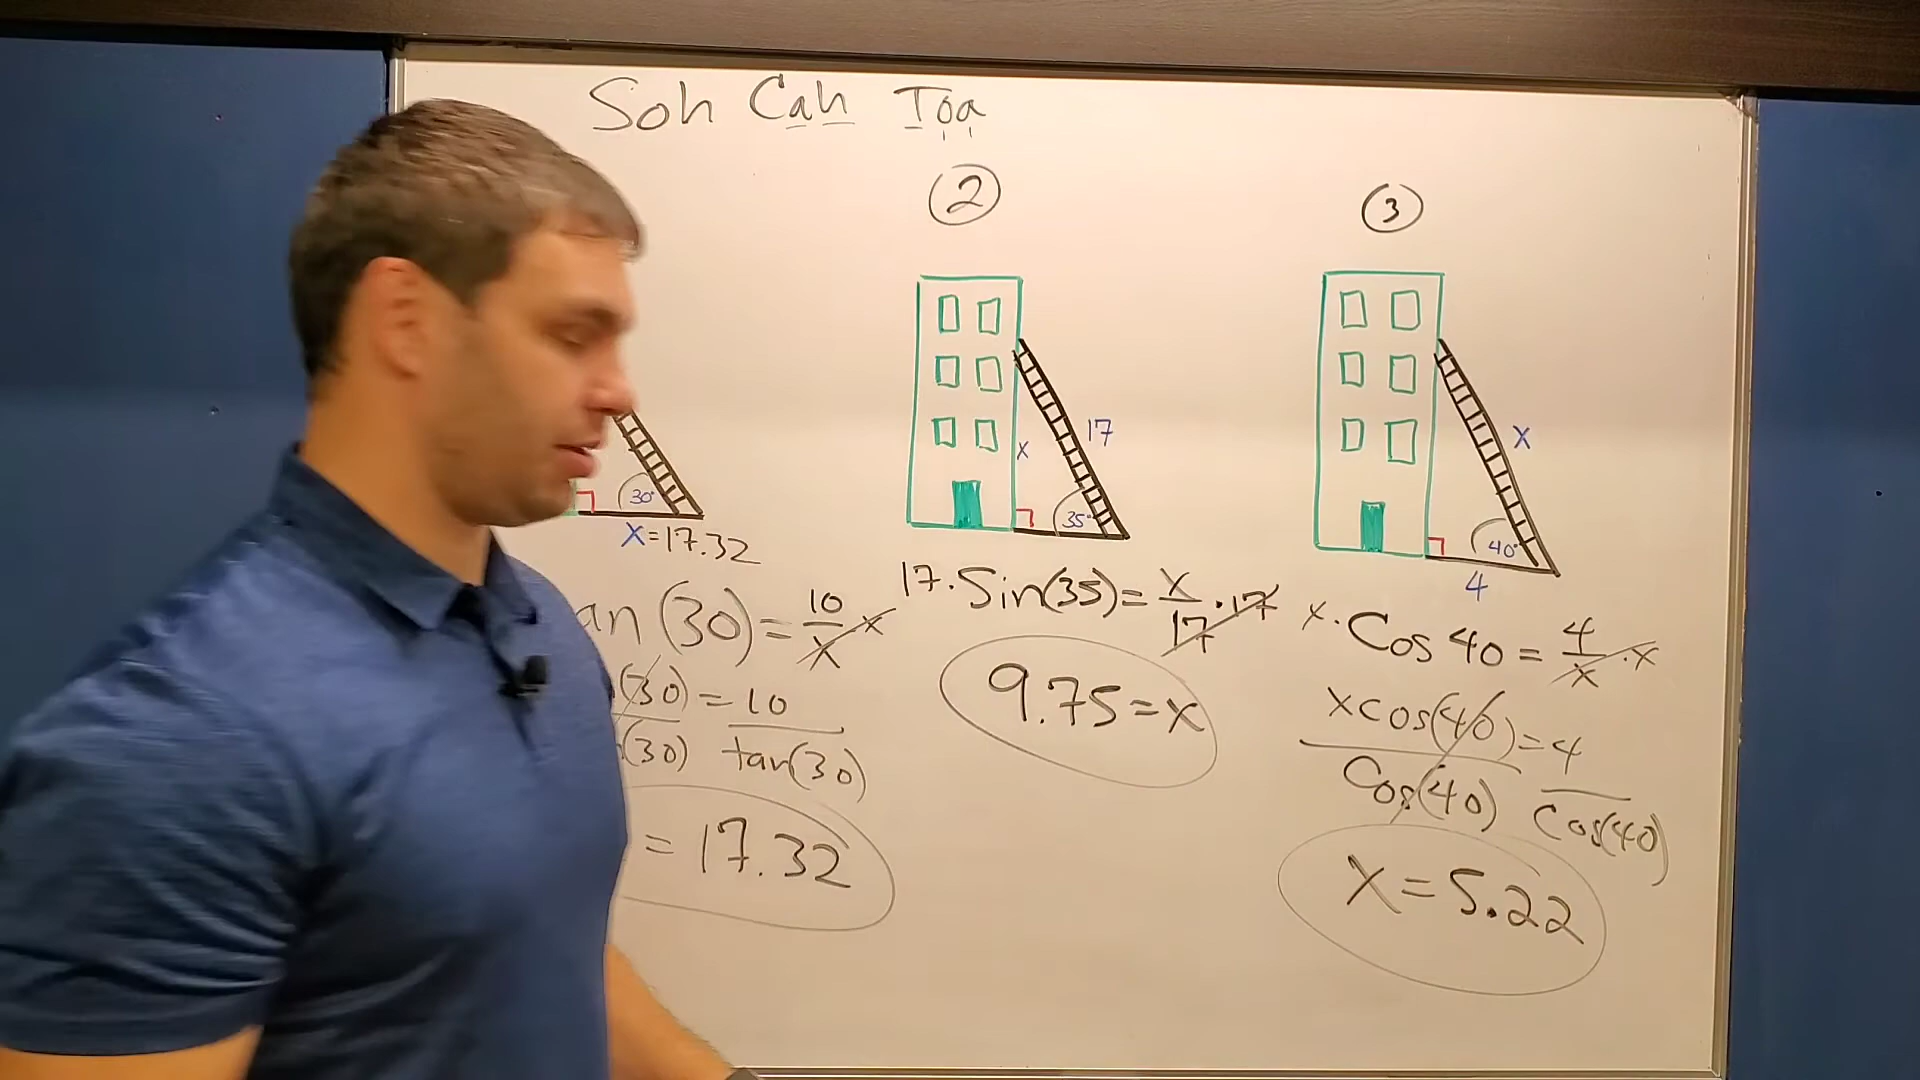 Soh Cah Toa
30°
X=17.32
an (30) = 10/x x
(30) = 10
(30) tan(30)
= 17.32
2
17
x
35°
17.Sin(35)= x/17 .17
9.75=x
3
x
40°
4
x. Cos 40 = 4/x .x
xcos(40)=4
Cos(40) Cos(40)
x=5.22